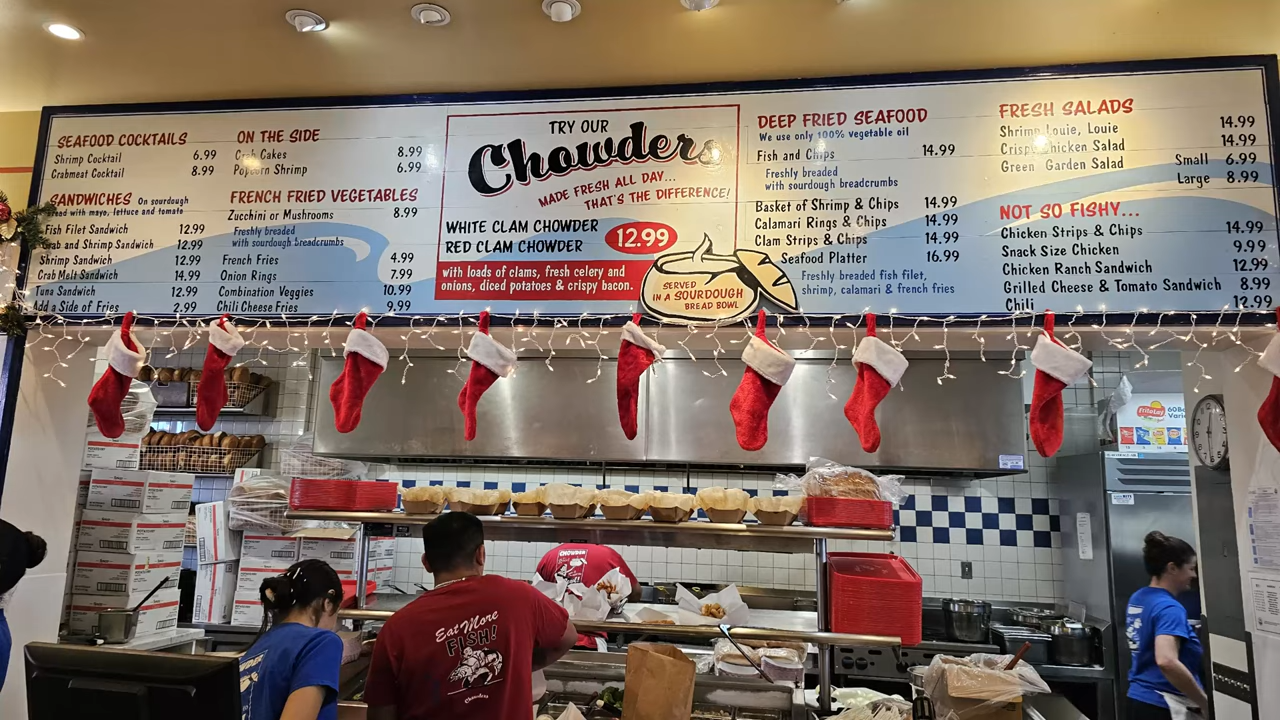 SEAFOOD COCKTAILS
Shrimp Cocktail 6.99
Crabmeat Cocktail 8.99
SANDWICHES On sourdough
bread with mayo, lettuce and tomato
Fish Filet Sandwich 12.99
Crab and Shrimp Sandwich
Shrimp Sandwich 12.99
Crab Melt Sandwich 14.99
Tuna Sandwich 12.99
Add a Side of Fries 2.99
ON THE SIDE
Crab Cakes 8.99
Popcorn Shrimp 6.99
FRENCH FRIED VEGETABLES
Zucchini or Mushrooms 8.99
Freshly breaded
with sourdough breadcrumbs
French Fries 4.99
Onion Rings 7.99
Combination Veggies 10.99
Chili Cheese Fries 9.99
TRY OUR
Chowders
MADE FRESH ALL DAY...
THAT'S THE DIFFERENCE!
WHITE CLAM CHOWDER
RED CLAM CHOWDER
12.99
with loads of clams, fresh celery and
onions, diced potatoes & crispy bacon.
SERVED
IN A SOURDOUGH
BREAD BOWL
DEEP FRIED SEAFOOD
We use only 100% vegetable oil
Fish and Chips 14.99
Freshly breaded
with sourdough breadcrumbs
Basket of Shrimp & Chips 14.99
Calamari Rings & Chips 14.99
Clam Strips & Chips 14.99
Seafood Platter 16.99
Freshly breaded fish filet,
shrimp, calamari & french fries
FRESH SALADS
Shrimp Louie, Louie 14.99
Crispy Chicken Salad 14.99
Green Garden Salad Small 6.99
Large 8.99
NOT SO FISHY...
Chicken Strips & Chips 14.99
Snack Size Chicken 9.99
Chicken Ranch Sandwich 12.99
Grilled Cheese & Tomato Sandwich 8.99
Chili 12.99
FritoLay
Eat More
FISH!
Chowders
CHOWDER